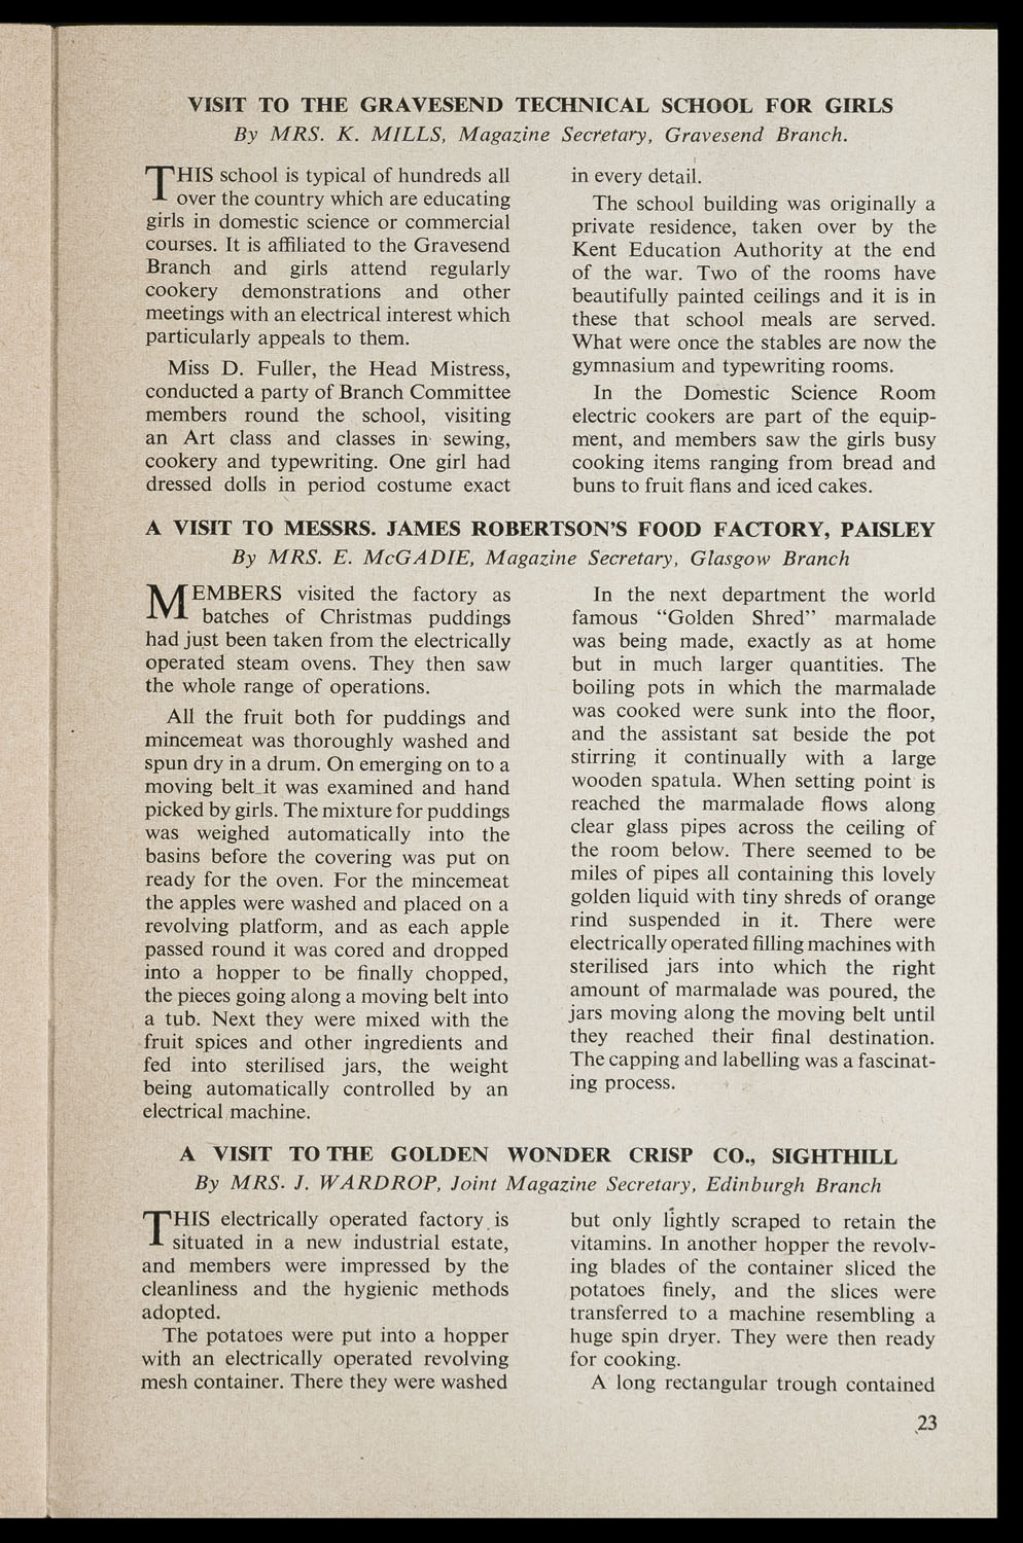 VISIT TO THE GRAVESEND TECHNICAL SCHOOL FOR GIRLS
By MRS. K. MILLS, Magazine Secretary, Gravesend Branch.
THIS school is typical of hundreds all
over the country which are educating
girls in domestic science or commercial
courses. It is affiliated to the Gravesend
Branch and girls attend regularly
cookery demonstrations and other
meetings with an electrical interest which
particularly appeals to them.
Miss D. Fuller, the Head Mistress,
conducted a party of Branch Committee
members round the school, visiting
an Art class and classes in sewing,
cookery and typewriting. One girl had
dressed dolls in period costume exact
in every detail.
The school building was originally a
private residence, taken over by the
Kent Education Authority at the end
of the war. Two of the rooms have
beautifully painted ceilings and it is in
these that school meals are served.
What were once the stables are now the
gymnasium and typewriting rooms.
In the Domestic Science Room
electric cookers are part of the equip-
ment, and members saw the girls busy
cooking items ranging from bread and
buns to fruit flans and iced cakes.
A VISIT TO MESSRS. JAMES ROBERTSON'S FOOD FACTORY, PAISLEY
By MRS. E. McGADIE, Magazine Secretary, Glasgow Branch
MEMBERS visited the factory as
batches of Christmas puddings
had just been taken from the electrically
operated steam ovens. They then saw
the whole range of operations.
All the fruit both for puddings and
mincemeat was thoroughly washed and
spun dry in a drum. On emerging on to a
moving belt it was examined and hand
picked by girls. The mixture for puddings
was weighed automatically into the
basins before the covering was put on
ready for the oven. For the mincemeat
the apples were washed and placed on a
revolving platform, and as each apple
passed round it was cored and dropped
into a hopper to be finally chopped,
the pieces going along a moving belt into
a tub. Next they were mixed with the
fruit spices and other ingredients and
fed into sterilised jars, the weight
being automatically controlled by an
electrical machine.
In the next department the world
famous “Golden Shred” marmalade
was being made, exactly as at home
but in much larger quantities. The
boiling pots in which the marmalade
was cooked were sunk into the floor,
and the assistant sat beside the pot
stirring it continually with a large
wooden spatula. When setting point is
reached the marmalade flows along
clear glass pipes across the ceiling of
the room below. There seemed to be
miles of pipes all containing this lovely
golden liquid with tiny shreds of orange
rind suspended in it. There were
electrically operated filling machines with
sterilised jars into which the right
amount of marmalade was poured, the
jars moving along the moving belt until
they reached their final destination.
The capping and labelling was a fascinat-
ing process.
A VISIT TO THE GOLDEN WONDER CRISP CO., SIGHTHILL
By MRS. J. WARDROP, Joint Magazine Secretary, Edinburgh Branch
THIS electrically operated factory is
situated in a new industrial estate,
and members were impressed by the
cleanliness and the hygienic methods
adopted.
The potatoes were put into a hopper
with an electrically operated revolving
mesh container. There they were washed
but only lightly scraped to retain the
vitamins. In another hopper the revolv-
ing blades of the container sliced the
potatoes finely, and the slices were
transferred to a machine resembling a
huge spin dryer. They were then ready
for cooking.
A long rectangular trough contained
23